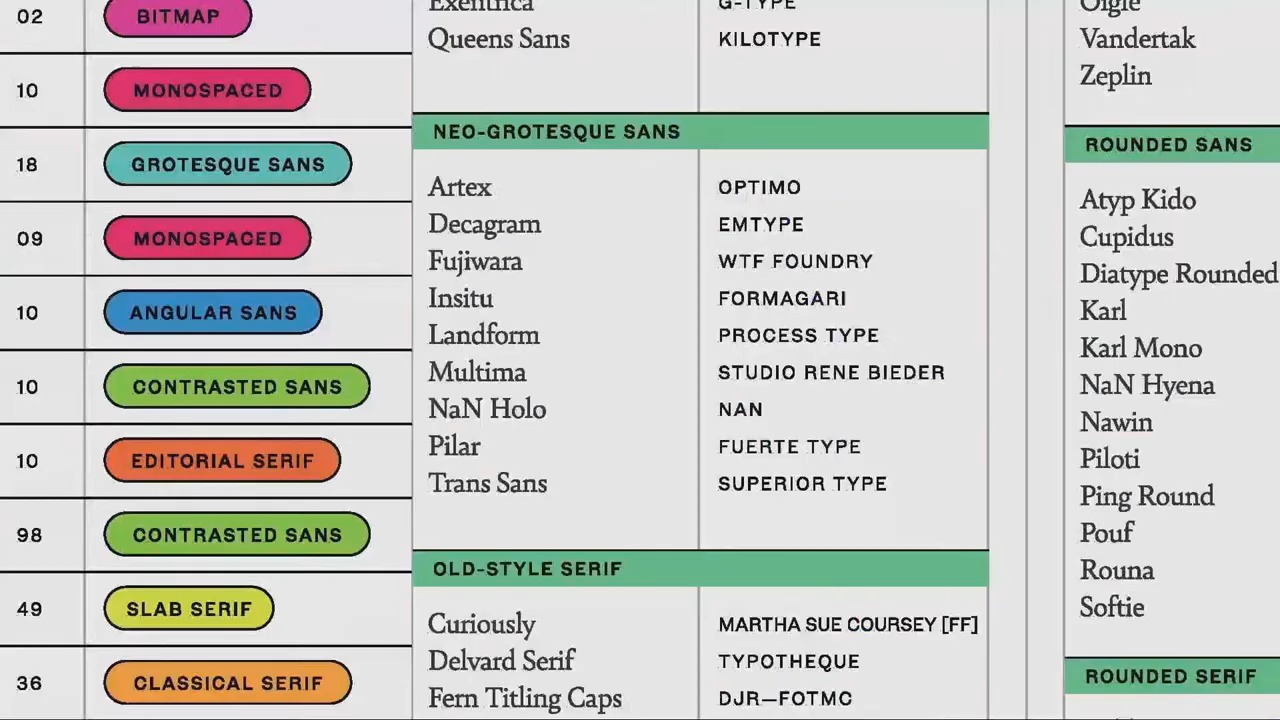 02 BITMAP
10 MONOSPACED
18 GROTESQUE SANS
09 MONOSPACED
10 ANGULAR SANS
10 CONTRASTED SANS
10 EDITORIAL SERIF
98 CONTRASTED SANS
49 SLAB SERIF
36 CLASSICAL SERIF
Exentrica G-TYPE
Queens Sans KILOTYPE
NEO-GROTESQUE SANS
Artex OPTIMO
Decagram EMTYPE
Fujiwara WTF FOUNDRY
Insitu FORMAGARI
Landform PROCESS TYPE
Multima STUDIO RENE BIEDER
NaN Holo NAN
Pilar FUERTE TYPE
Trans Sans SUPERIOR TYPE
OLD-STYLE SERIF
Curiously MARTHA SUE COURSEY [FF]
Delvard Serif TYPOTHEQUE
Fern Titling Caps DJR—FOTMC
Oigle
Vandertak
Zeplin
ROUNDED SANS
Atyp Kido
Cupidus
Diatype Rounded
Karl
Karl Mono
NaN Hyena
Nawin
Piloti
Ping Round
Pouf
Rouna
Softie
ROUNDED SERIF